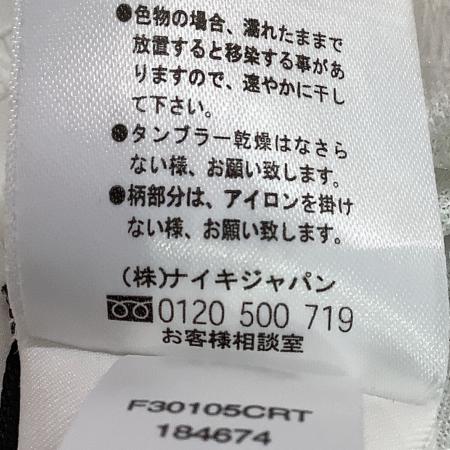 ●色物の場合、濡れたままで
放置すると移染する事があ
りますので、速やかに干し
て下さい。
●タンブラー乾燥はなさら
ない様、お願い致します。
●柄部分は、アイロンを掛け
ない様、お願い致します。
(株)ナイキジャパン
0120 500 719
お客様相談室
F30105CRT
184674